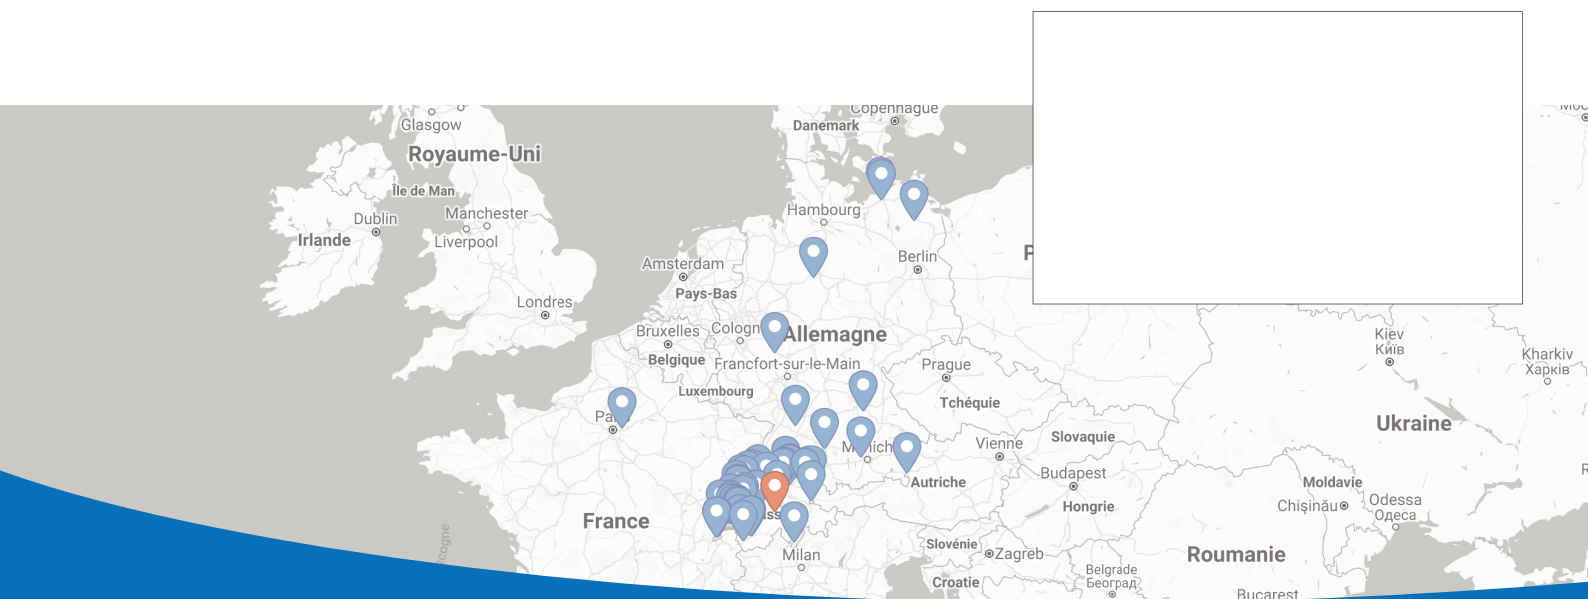 Copenhague
Glasgow
Danemark
Royaume-Uni
Île de Man
Hambourg
Manchester
Dublin
Irlande
Liverpool
Berlin
Amsterdam
Pays-Bas
Londres
Bruxelles
Allemagne
Kiev
Київ
Belgique
Francfort-sur-le-Main
Prague
Kharkiv
Харків
Luxembourg
Tchéquie
Ukraine
Vienne
Slovaquie
Budapest
Autriche
Moldavie
Hongrie
Chișinău
Odessa
Одеса
France
Slovénie
Zagreb
Milan
Roumanie
Belgrade
Београд
Croatie
Bucarest